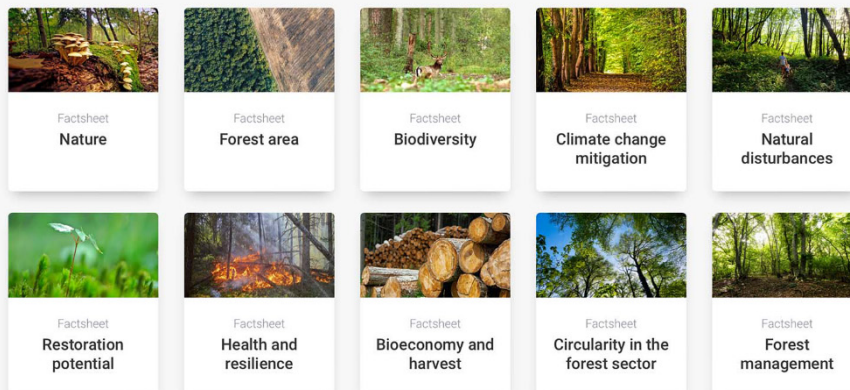 Factsheet
Nature
Factsheet
Forest area
Factsheet
Biodiversity
Factsheet
Climate change
mitigation
Factsheet
Natural
disturbances
Factsheet
Restoration
potential
Factsheet
Health and
resilience
Factsheet
Bioeconomy and
harvest
Factsheet
Circularity in the
forest sector
Factsheet
Forest
management